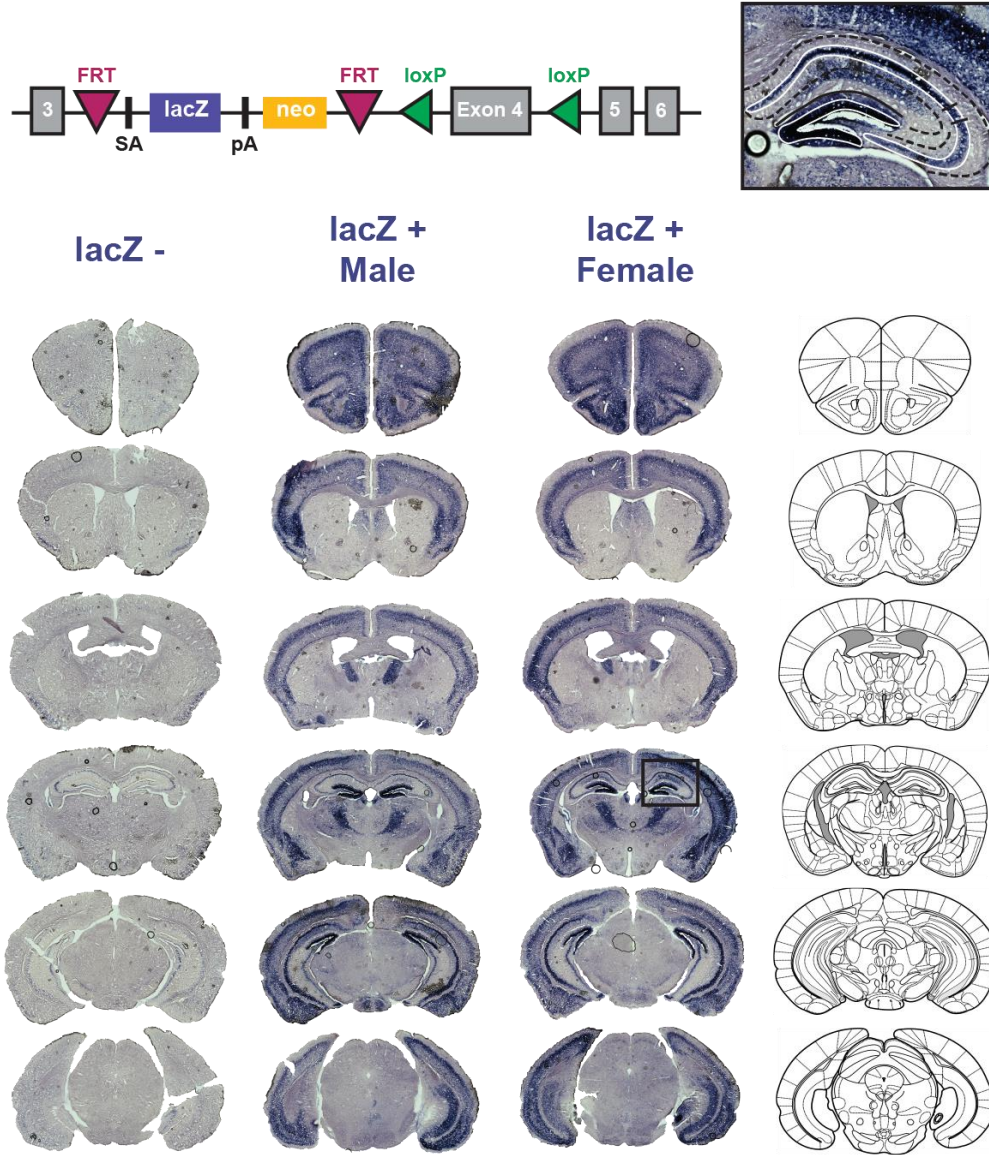 FRT FRT loxP loxP
3 lacZ neo Exon 4 5 6
SA pA
lacZ -
lacZ +
Male
lacZ +
Female